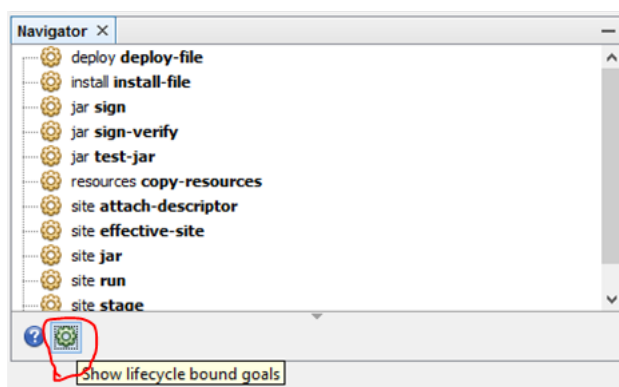 Navigator
deploy deploy-file
install install-file
jar sign
jar sign-verify
jar test-jar
resources copy-resources
site attach-descriptor
site effective-site
site jar
site run
site stage
Show lifecycle bound goals